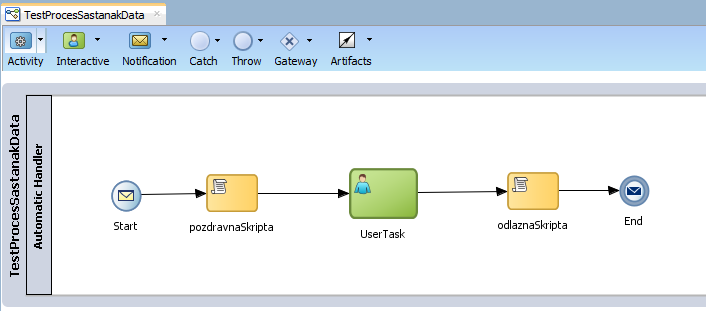 TestProcesSastanakData
Activity Interactive Notification Catch Throw Gateway Artifacts
TestProcesSastanakData
Automatic Handler
Start
pozdravnaSkripta
UserTask
odlaznaSkripta
End